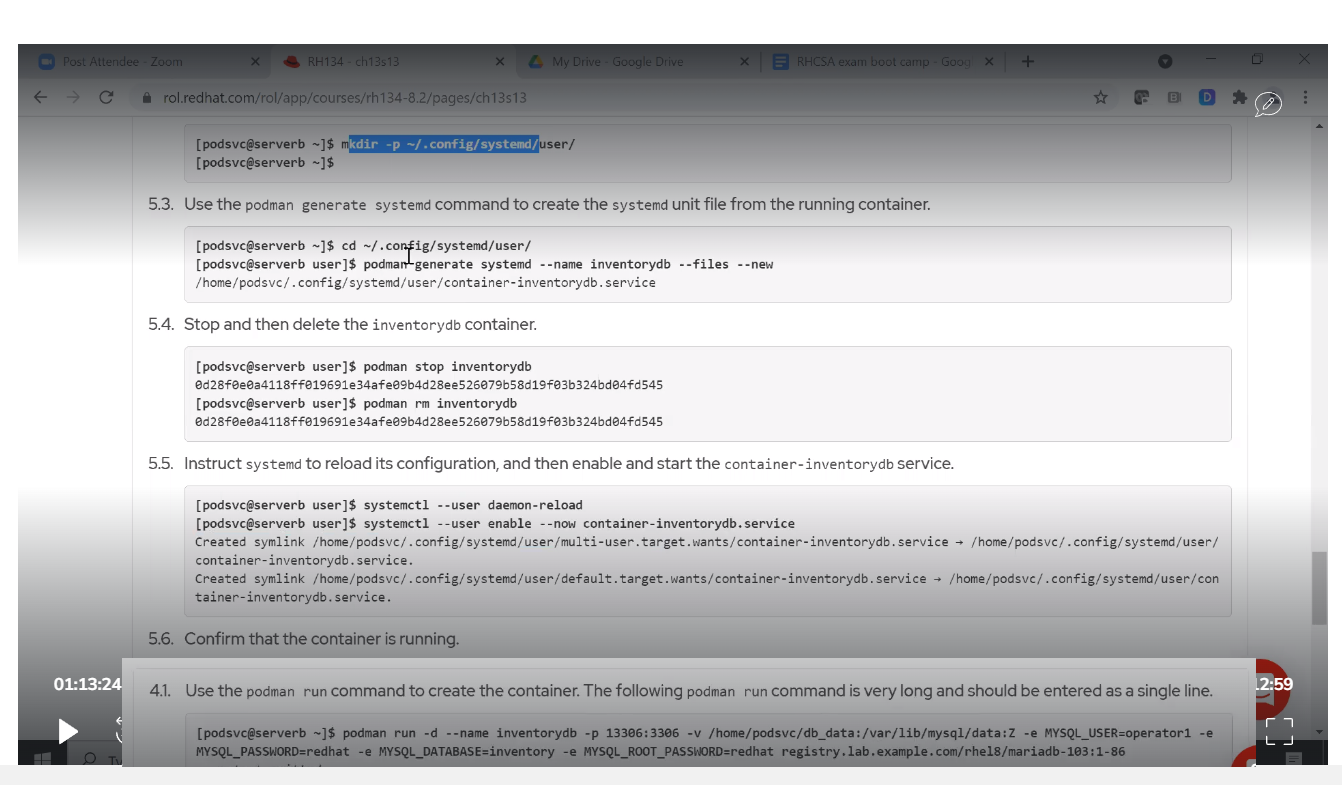 Post Attendee - Zoom
RH134 - ch13s13
My Drive - Google Drive
RHCSA exam boot camp - Goog
rol.redhat.com/rol/app/courses/rh134-8.2/pages/ch13s13
D
[podsvc@serverb ~]$ mkdir -p ~/.config/systemd/user/
[podsvc@serverb ~]$
5.3. Use the podman generate systemd command to create the systemd unit file from the running container.
[podsvc@serverb ~]$ cd ~/.config/systemd/user/
[podsvc@serverb user]$ podman generate systemd --name inventorydb --files --new
/home/podsvc/.config/systemd/user/container-inventorydb.service
5.4. Stop and then delete the inventorydb container.
[podsvc@serverb user]$ podman stop inventorydb
0d28f0e0a4118ff019691e34afe09b4d28ee526079b58d19f03b324bd04fd545
[podsvc@serverb user]$ podman rm inventorydb
0d28f0e0a4118ff019691e34afe09b4d28ee526079b58d19f03b324bd04fd545
5.5. Instruct systemd to reload its configuration, and then enable and start the container-inventorydb service.
[podsvc@serverb user]$ systemctl --user daemon-reload
[podsvc@serverb user]$ systemctl --user enable --now container-inventorydb.service
Created symlink /home/podsvc/.config/systemd/user/multi-user.target.wants/container-inventorydb.service → /home/podsvc/.config/systemd/user/
container-inventorydb.service.
Created symlink /home/podsvc/.config/systemd/user/default.target.wants/container-inventorydb.service → /home/podsvc/.config/systemd/user/con
tainer-inventorydb.service.
5.6. Confirm that the container is running.
01:13:24
2:59
4.1. Use the podman run command to create the container. The following podman run command is very long and should be entered as a single line.
[podsvc@serverb ~]$ podman run -d --name inventorydb -p 13306:3306 -v /home/podsvc/db_data:/var/lib/mysql/data:Z -e MYSQL_USER=operator1 -e
MYSQL_PASSWORD=redhat -e MYSQL_DATABASE=inventory -e MYSQL_ROOT_PASSWORD=redhat registry.lab.example.com/rhel8/mariadb-103:1-86
Ty